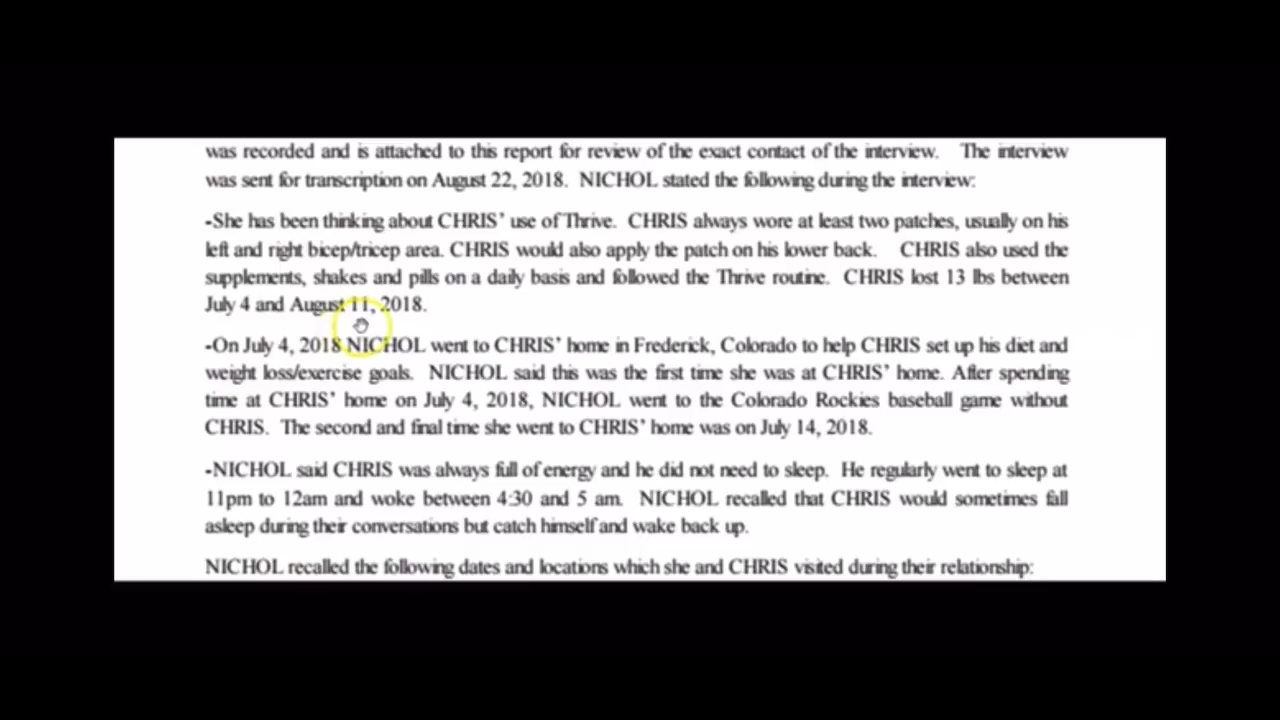 was recorded and is attached to this report for review of the exact contact of the interview. The interview
was sent for transcription on August 22, 2018. NICHOL stated the following during the interview:
-She has been thinking about CHRIS' use of Thrive. CHRIS always wore at least two patches, usually on his
left and right bicep/tricep area. CHRIS would also apply the patch on his lower back. CHRIS also used the
supplements, shakes and pills on a daily basis and followed the Thrive routine. CHRIS lost 13 lbs between
July 4 and August 11, 2018.
-On July 4, 2018 NICHOL went to CHRIS' home in Frederick, Colorado to help CHRIS set up his diet and
weight loss/exercise goals. NICHOL said this was the first time she was at CHRIS' home. After spending
time at CHRIS' home on July 4, 2018, NICHOL went to the Colorado Rockies baseball game without
CHRIS. The second and final time she went to CHRIS' home was on July 14, 2018.
-NICHOL said CHRIS was always full of energy and he did not need to sleep. He regularly went to sleep at
11pm to 12am and woke between 4:30 and 5 am. NICHOL recalled that CHRIS would sometimes fall
asleep during their conversations but catch himself and wake back up.
NICHOL recalled the following dates and locations which she and CHRIS visited during their relationship: